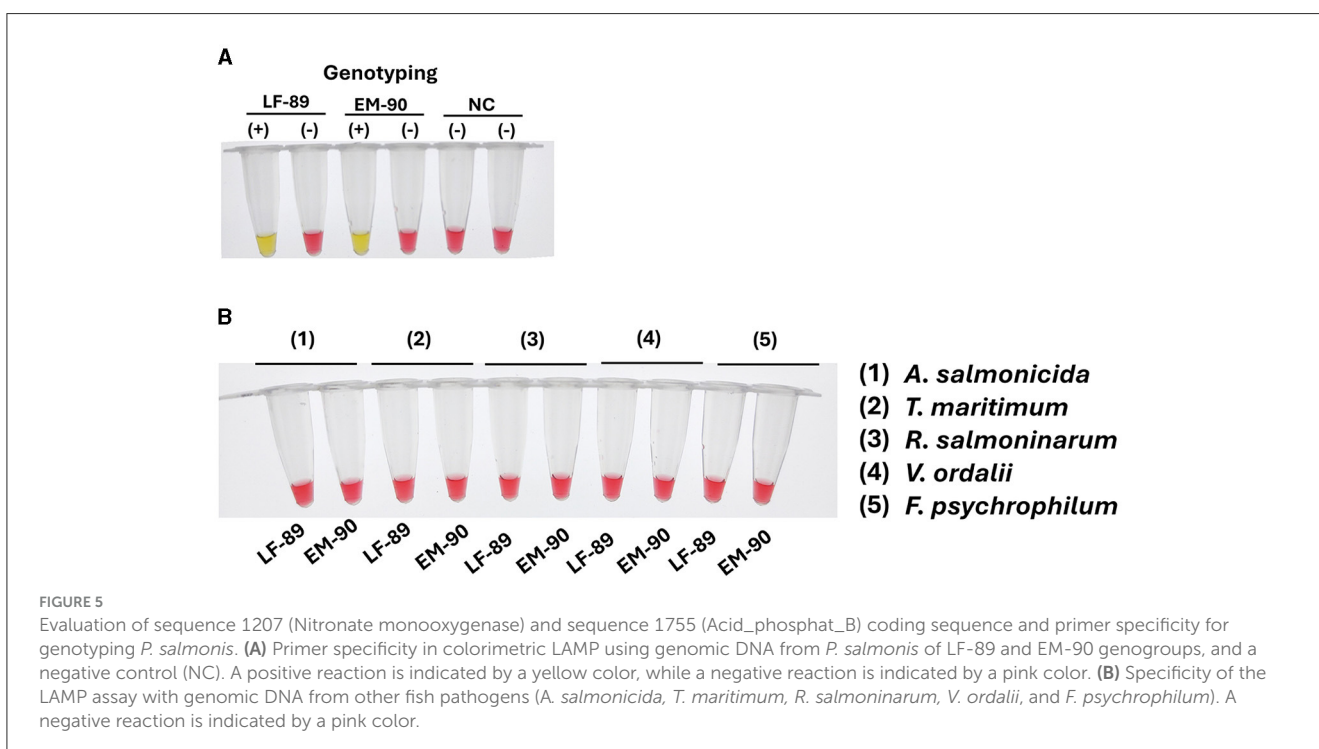 A
Genotyping
LF-89 EM-90 NC
(+) (-) (+) (-) (-) (-)
B
(1) (2) (3) (4) (5)
(1) A. salmonicida
(2) T. maritimum
(3) R. salmoninarum
(4) V. ordalii
(5) F. psychrophilum
LF-89 EM-90 LF-89 EM-90 LF-89 EM-90 LF-89 EM-90 LF-89 EM-90
FIGURE 5
Evaluation of sequence 1207 (Nitronate monooxygenase) and sequence 1755 (Acid_phosphat_B) coding sequence and primer specificity for
genotyping P. salmonis. (A) Primer specificity in colorimetric LAMP using genomic DNA from P. salmonis of LF-89 and EM-90 genogroups, and a
negative control (NC). A positive reaction is indicated by a yellow color, while a negative reaction is indicated by a pink color. (B) Specificity of the
LAMP assay with genomic DNA from other fish pathogens (A. salmonicida, T. maritimum, R. salmoninarum, V. ordalii, and F. psychrophilum). A
negative reaction is indicated by a pink color.